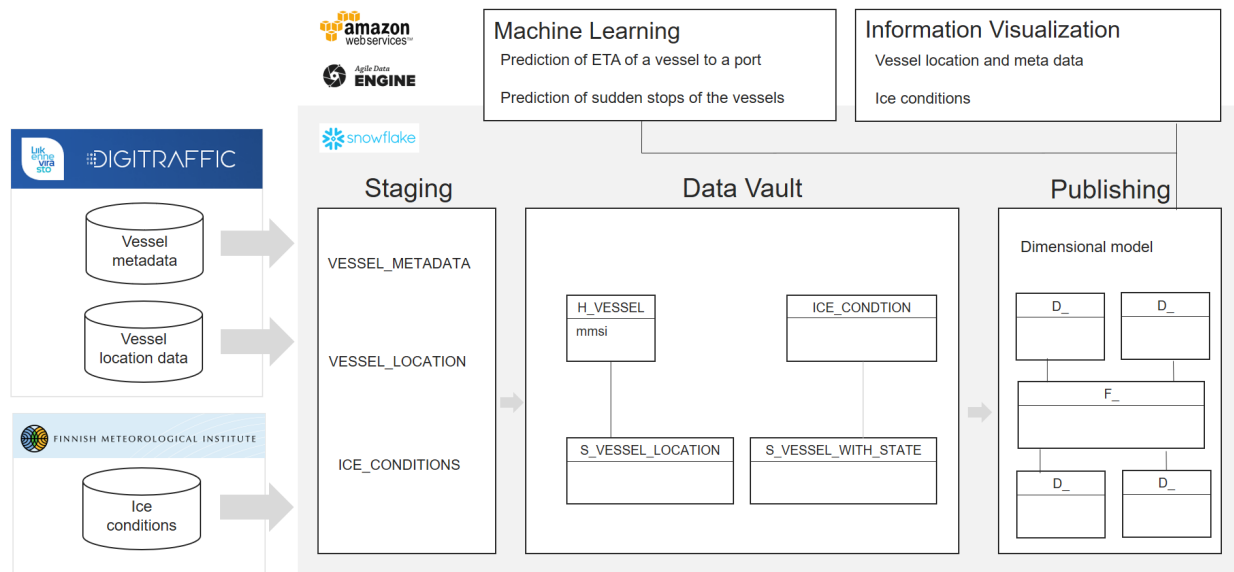 amazon
webservices™
Agile Data
ENGINE
Machine Learning
Prediction of ETA of a vessel to a port
Prediction of sudden stops of the vessels
Information Visualization
Vessel location and meta data
Ice conditions
snowflake
Liik
enne
vira
sto
DIGITRAFFIC
Vessel
metadata
Vessel
location data
FINNISH METEOROLOGICAL INSTITUTE
Ice
conditions
Staging
VESSEL_METADATA
VESSEL_LOCATION
ICE_CONDITIONS
Data Vault
H_VESSEL
mmsi
ICE_CONDTION
S_VESSEL_LOCATION
S_VESSEL_WITH_STATE
Publishing
Dimensional model
D_
D_
F_
D_
D_